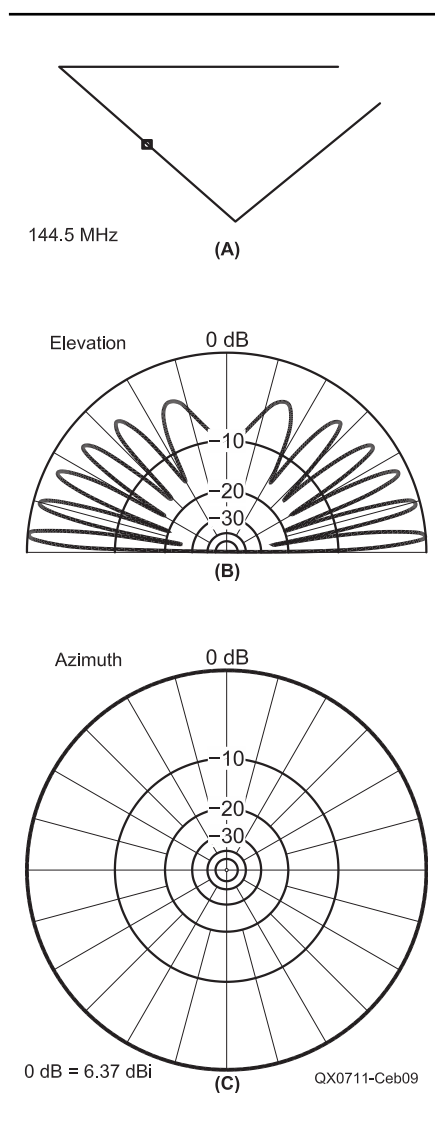 144.5 MHz
(A)
Elevation
0 dB
−10
−20
−30
(B)
Azimuth
0 dB
−10
−20
−30
0 dB = 6.37 dBi
(C)
QX0711-Ceb09